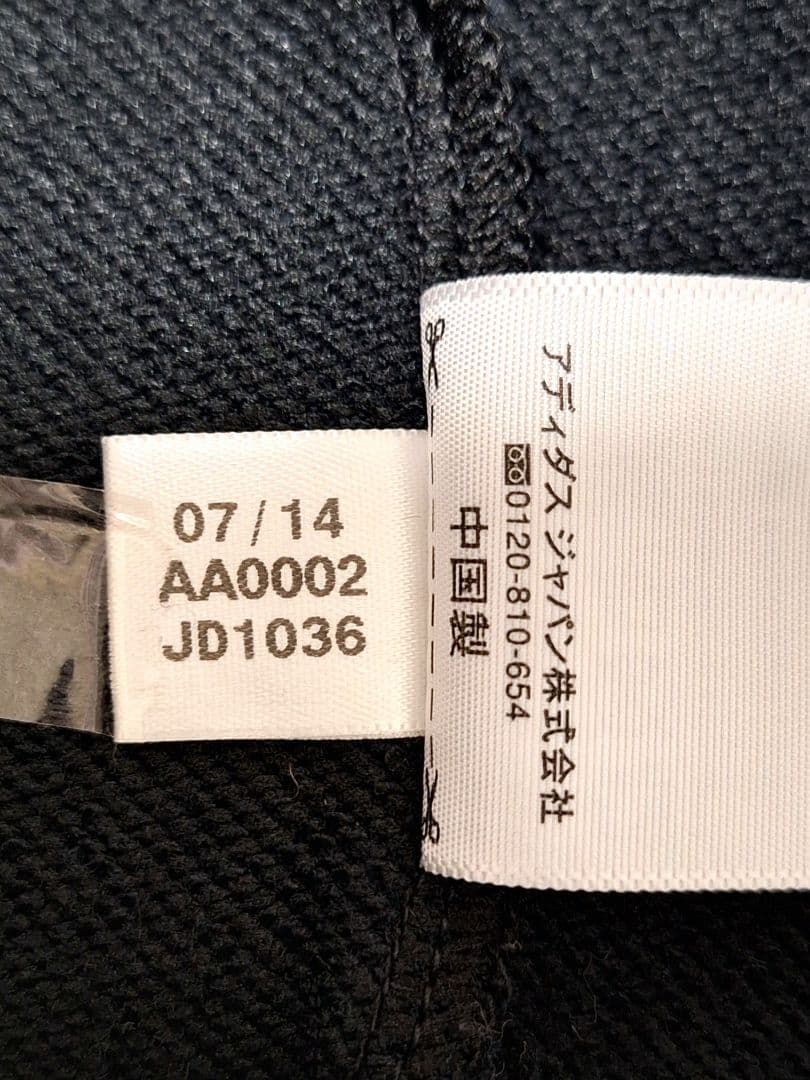 07/14
AA0002
JD1036
アディダス ジャパン株式会社
0120-810-654
中国製